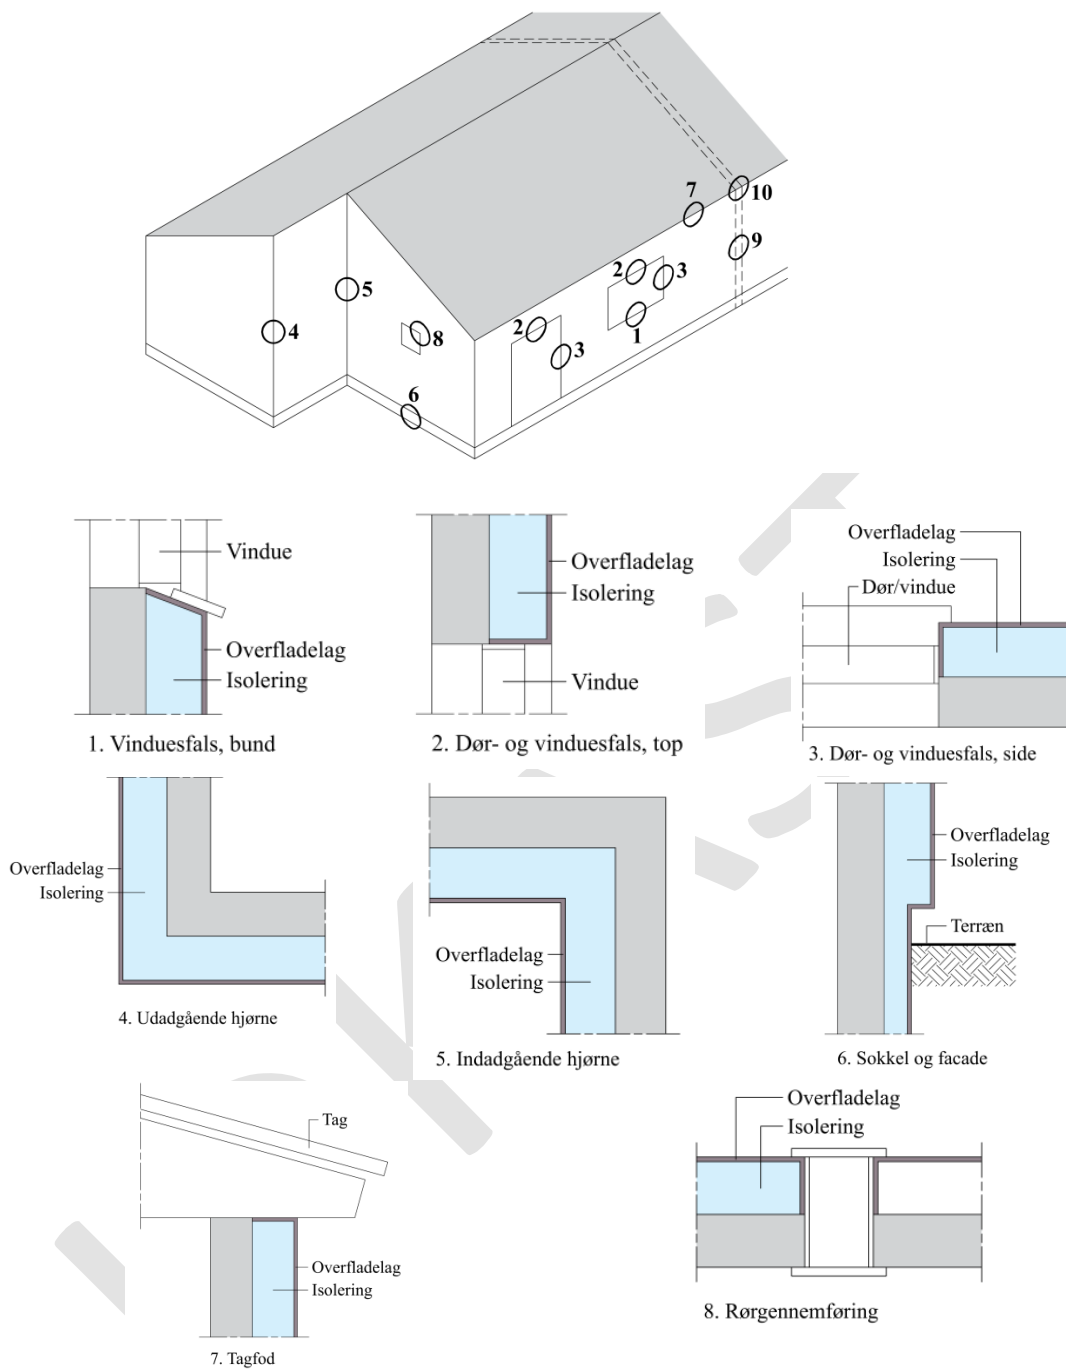 7
10
9
2
3
5
4
2
8
3
1
6
Vindue
Overfladelag
Isolering
1. Vinduesfals, bund
Overfladelag
Isolering
Vindue
2. Dør- og vinduesfals, top
Overfladelag
Isolering
Dør/vindue
3. Dør- og vinduesfals, side
Overfladelag
Isolering
4. Udadgående hjørne
Overfladelag
Isolering
5. Indadgående hjørne
Overfladelag
Isolering
Terræn
6. Sokkel og facade
Tag
Overfladelag
Isolering
7. Tagfod
Overfladelag
Isolering
8. Rørgennemføring